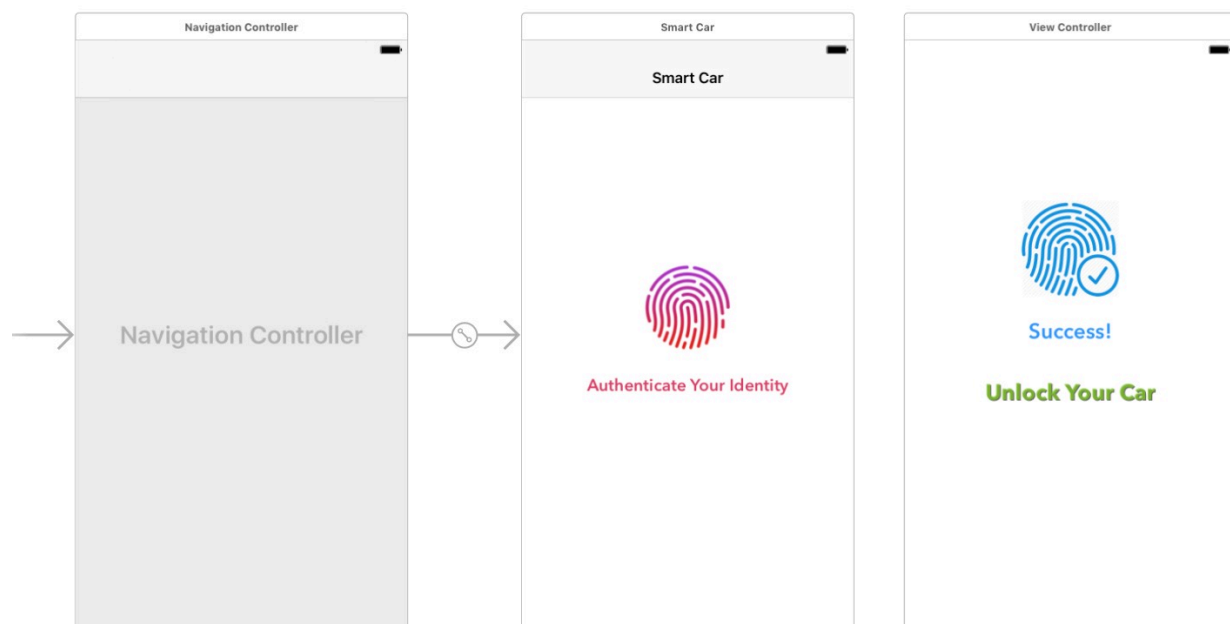 Navigation Controller
Smart Car
View Controller
Smart Car
Navigation Controller
Authenticate Your Identity
Success!
Unlock Your Car